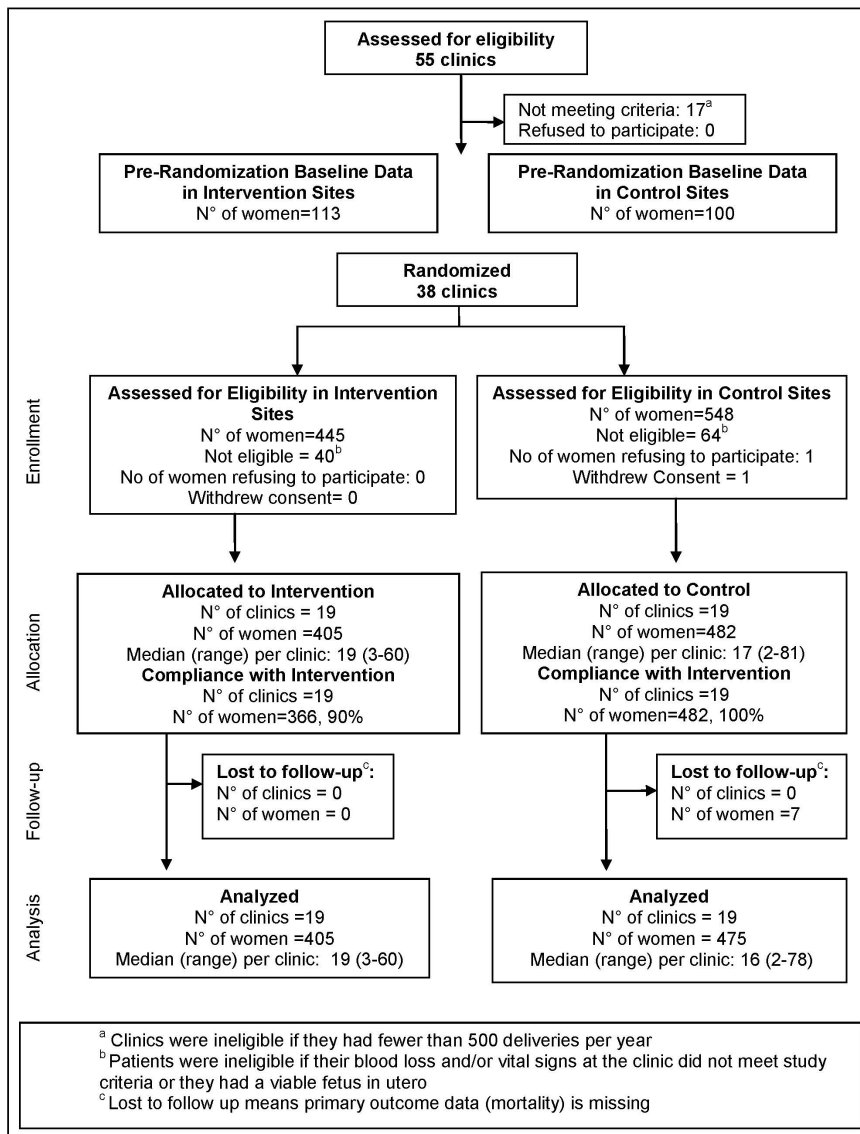 Assessed for eligibility
55 clinics
Not meeting criteria: 17ᵃ
Refused to participate: 0
Pre-Randomization Baseline Data
in Intervention Sites
N° of women=113
Pre-Randomization Baseline Data
in Control Sites
N° of women=100
Randomized
38 clinics
Enrollment
Assessed for Eligibility in Intervention
Sites
N° of women=445
Not eligible = 40ᵇ
No of women refusing to participate: 0
Withdrew consent= 0
Assessed for Eligibility in Control Sites
N° of women=548
Not eligible= 64ᵇ
No of women refusing to participate: 1
Withdrew Consent = 1
Allocation
Allocated to Intervention
N° of clinics = 19
N° of women =405
Median (range) per clinic: 19 (3-60)
Compliance with Intervention
N° of clinics =19
N° of women=366, 90%
Allocated to Control
N° of clinics =19
N° of women=482
Median (range) per clinic: 17 (2-81)
Compliance with Intervention
N° of clinics =19
N° of women=482, 100%
Follow-up
Lost to follow-upᶜ:
N° of clinics = 0
N° of women = 0
Lost to follow-upᶜ:
N° of clinics = 0
N° of women =7
Analysis
Analyzed
N° of clinics =19
N° of women=405
Median (range) per clinic: 19 (3-60)
Analyzed
N° of clinics = 19
N° of women = 475
Median (range) per clinic: 16 (2-78)
ᵃ Clinics were ineligible if they had fewer than 500 deliveries per year
ᵇ Patients were ineligible if their blood loss and/or vital signs at the clinic did not meet study
criteria or they had a viable fetus in utero
ᶜ Lost to follow up means primary outcome data (mortality) is missing